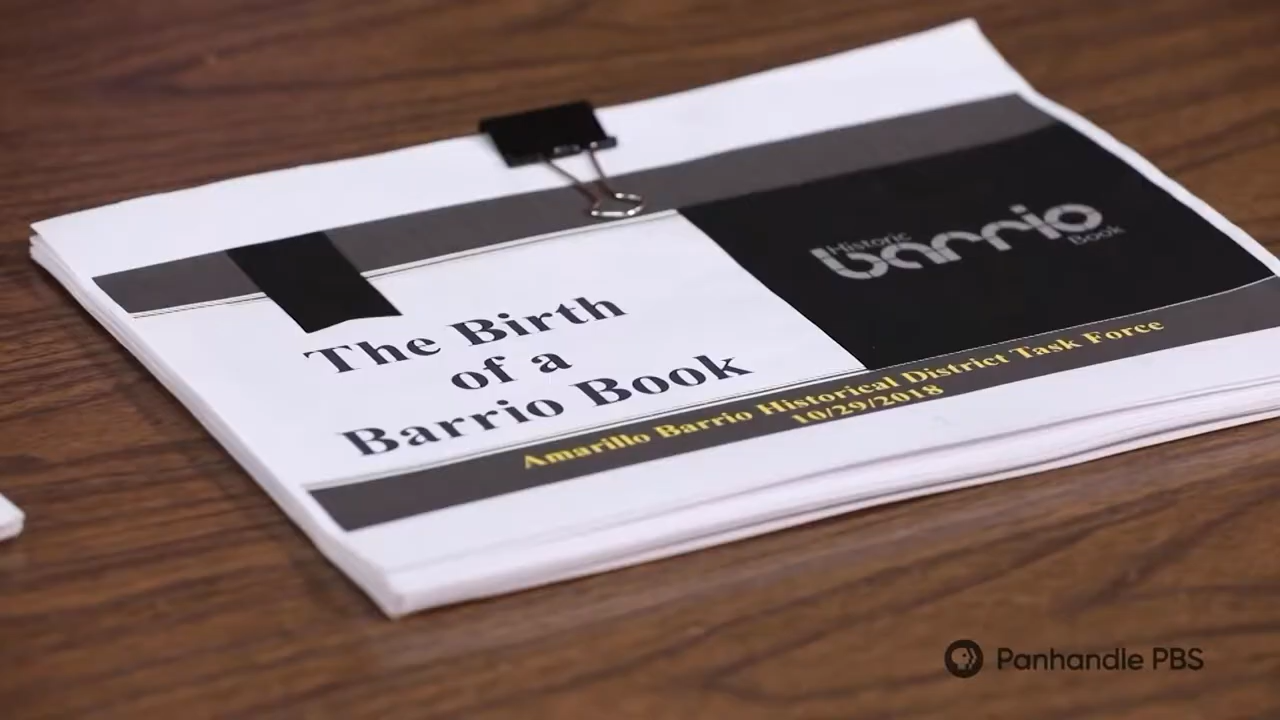 Historic
barrio
Book
The Birth
of a
Barrio Book
Amarillo Barrio Historical District Task Force
10/29/2018
Panhandle PBS